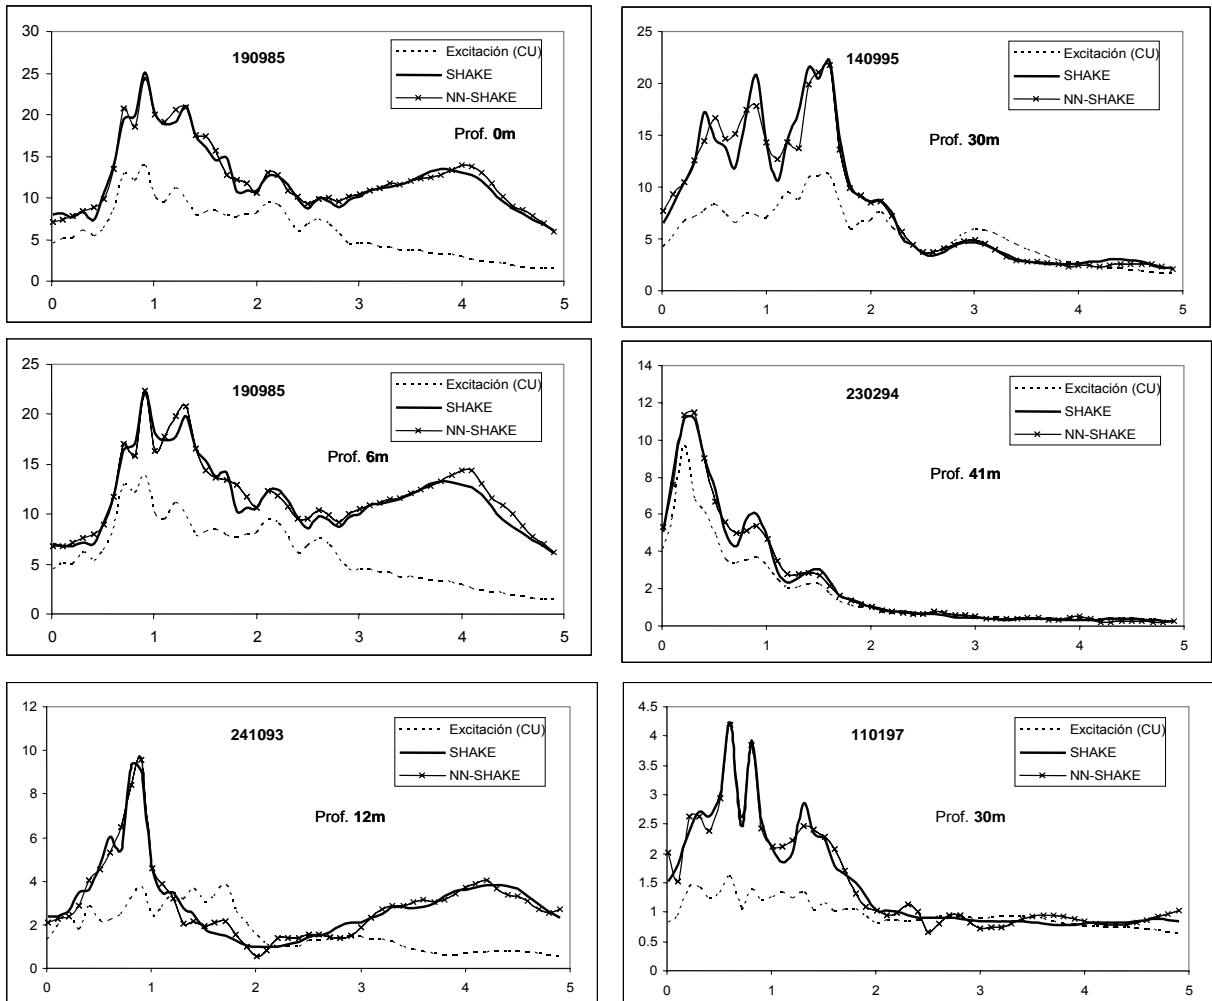 190985
Excitación (CU)
SHAKE
NN-SHAKE
Prof. 0m
30
25
20
15
10
5
0
0 1 2 3 4 5
140995
Excitación (CU)
SHAKE
NN-SHAKE
Prof. 30m
25
20
15
10
5
0
0 1 2 3 4 5
190985
Excitación (CU)
SHAKE
NN-SHAKE
Prof. 6m
25
20
15
10
5
0
0 1 2 3 4 5
230294
Excitación (CU)
SHAKE
NN-SHAKE
Prof. 41m
14
12
10
8
6
4
2
0
0 1 2 3 4 5
241093
Excitación (CU)
SHAKE
NN-SHAKE
Prof. 12m
12
10
8
6
4
2
0
0 1 2 3 4 5
110197
Excitación (CU)
SHAKE
NN-SHAKE
Prof. 30m
4.5
4
3.5
3
2.5
2
1.5
1
0.5
0
0 1 2 3 4 5